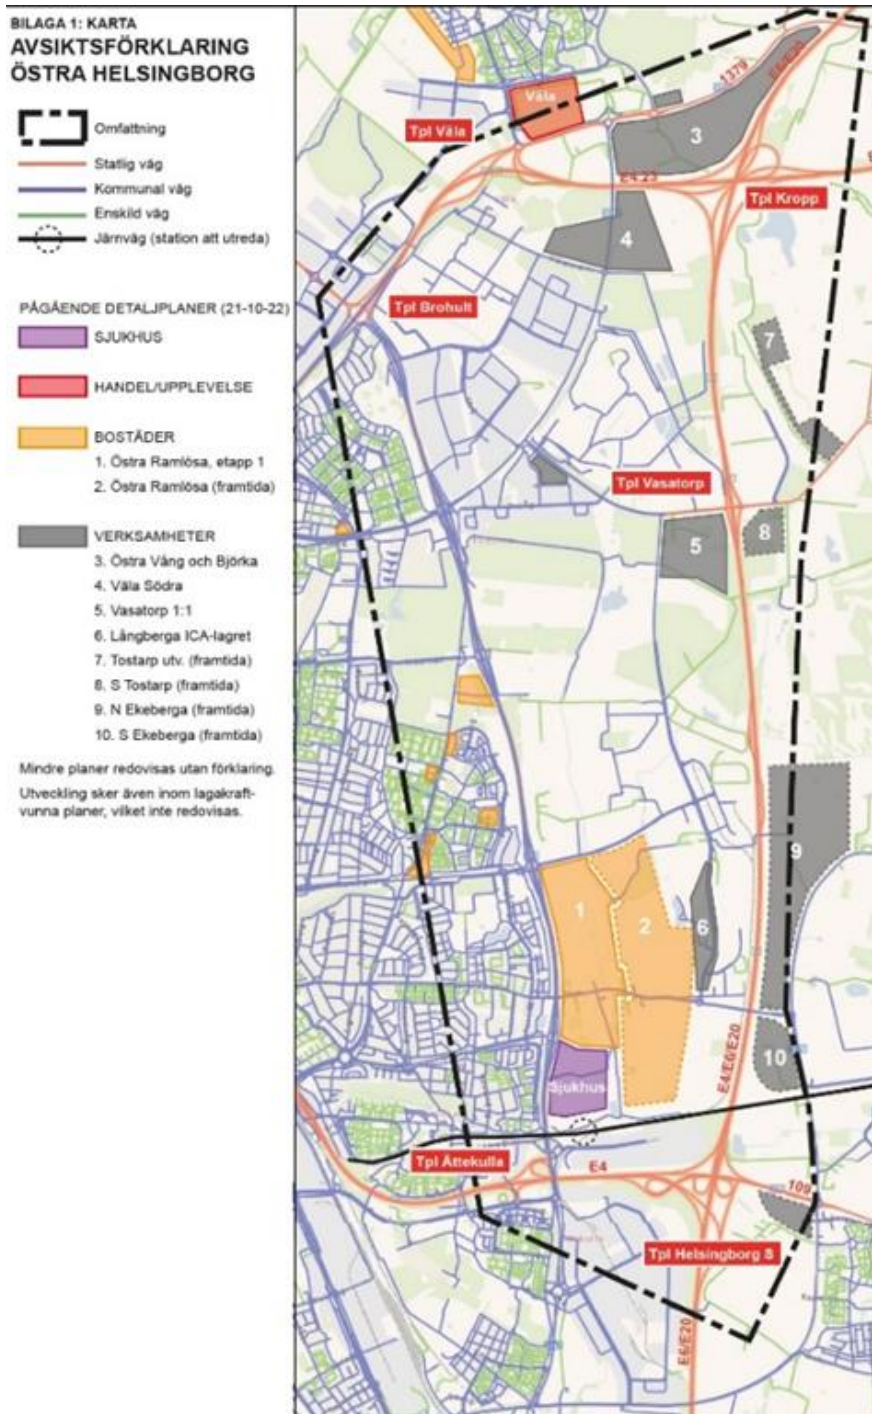 BILAGA 1: KARTA
AVSIKTSFÖRKLARING
ÖSTRA HELSINGBORG
Omfattning
Statlig väg
Kommunal väg
Enskild väg
Järnväg (station att utreda)
PÅGÅENDE DETALJPLANER (21-10-22)
SJUKHUS
HANDEL/UPPLEVELSE
BOSTÄDER
1. Östra Ramlösa, etapp 1
2. Östra Ramlösa (framtida)
VERKSAMHETER
3. Östra Vång och Björka
4. Väla Södra
5. Vasatorp 1:1
6. Långberga ICA-lagret
7. Tostarp utv. (framtida)
8. S Tostarp (framtida)
9. N Ekeberga (framtida)
10. S Ekeberga (framtida)
Mindre planer redovisas utan förklaring.
Utveckling sker även inom lagakraft-
vunna planer, vilket inte redovisas.
Väla
1379
E6/E20
Tpl Väla
3
E4:23
Tpl Kropp
4
Tpl Brohult
7
Tpl Vasatorp
5
8
9
1
2
6
10
E4/E6/E20
Sjukhus
Tpl Ättekulla
E4
109
Tpl Helsingborg S
E6/E20